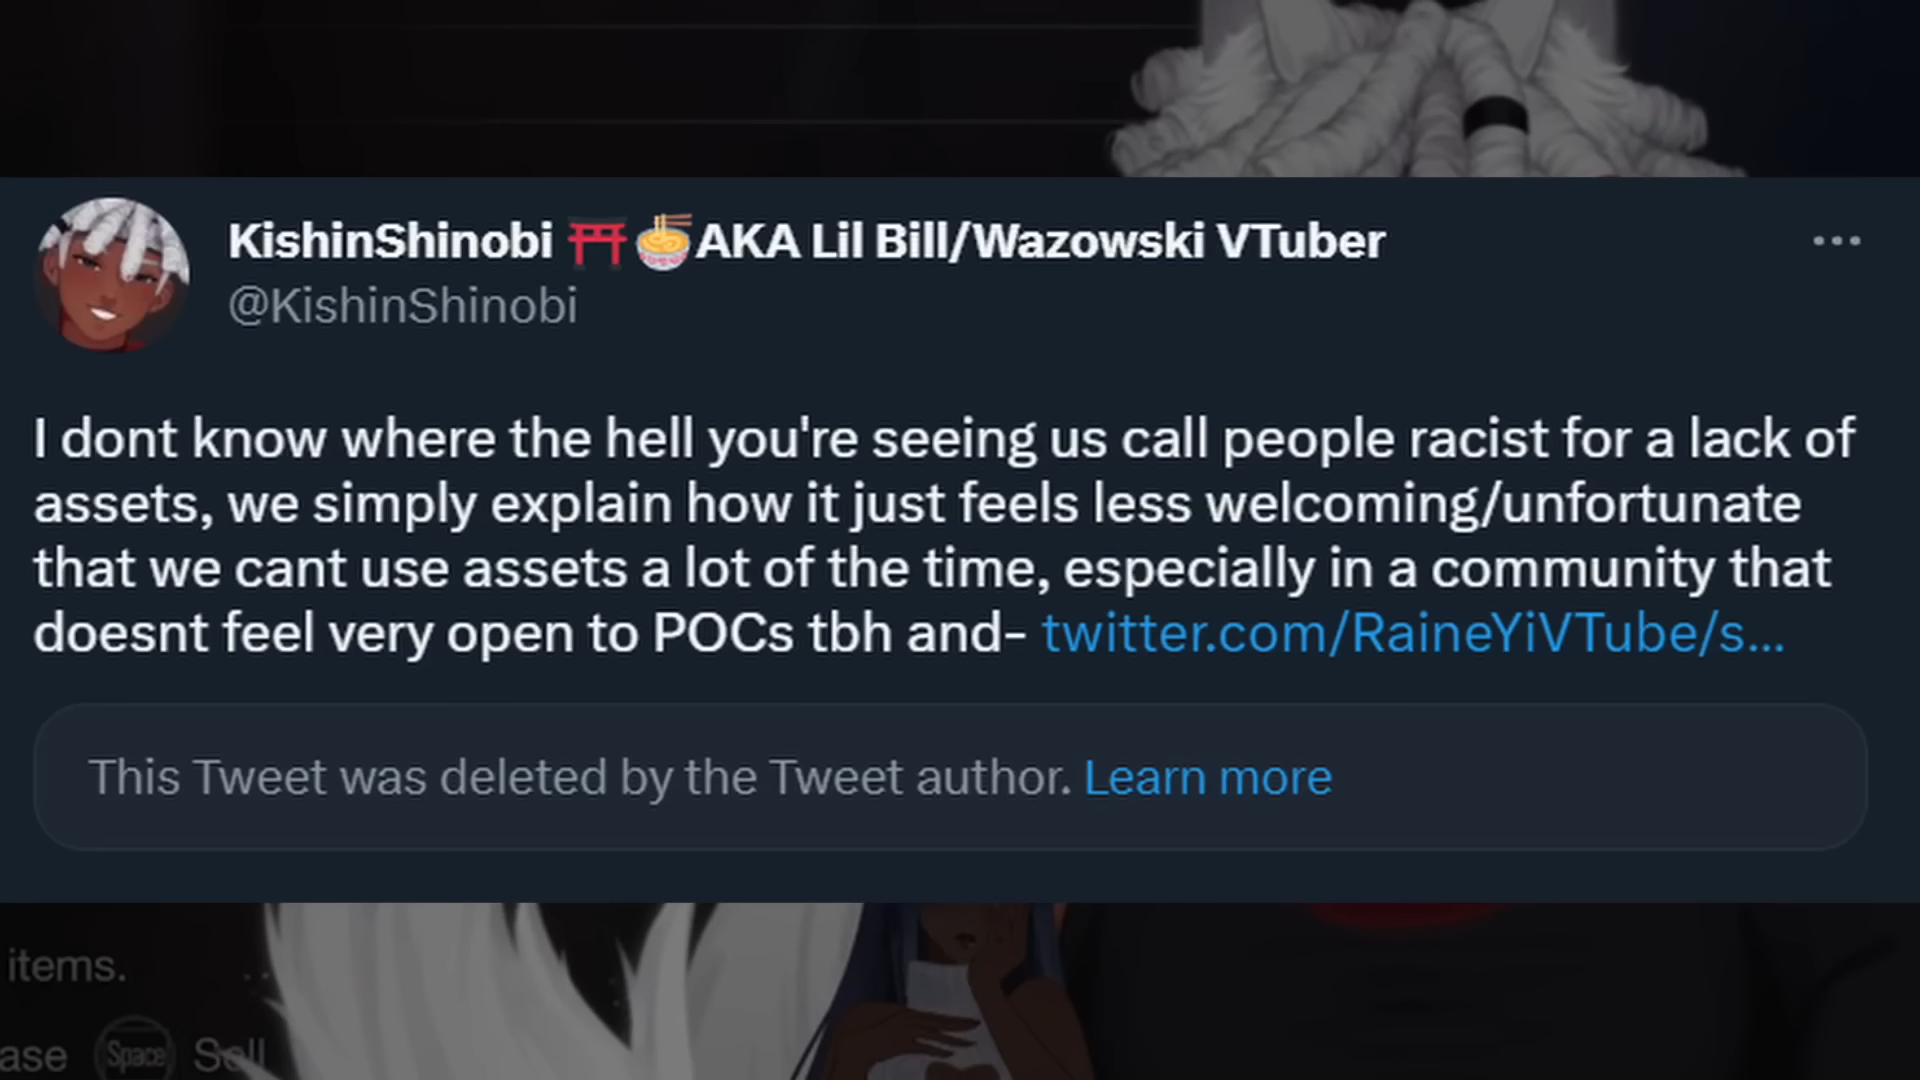 KishinShinobi ⛩️🍜AKA Lil Bill/Wazowski VTuber
@KishinShinobi
I dont know where the hell you're seeing us call people racist for a lack of
assets, we simply explain how it just feels less welcoming/unfortunate
that we cant use assets a lot of the time, especially in a community that
doesnt feel very open to POCs tbh and- twitter.com/RaineYiVTube/s...
This Tweet was deleted by the Tweet author. Learn more
items.
ase Space Sell